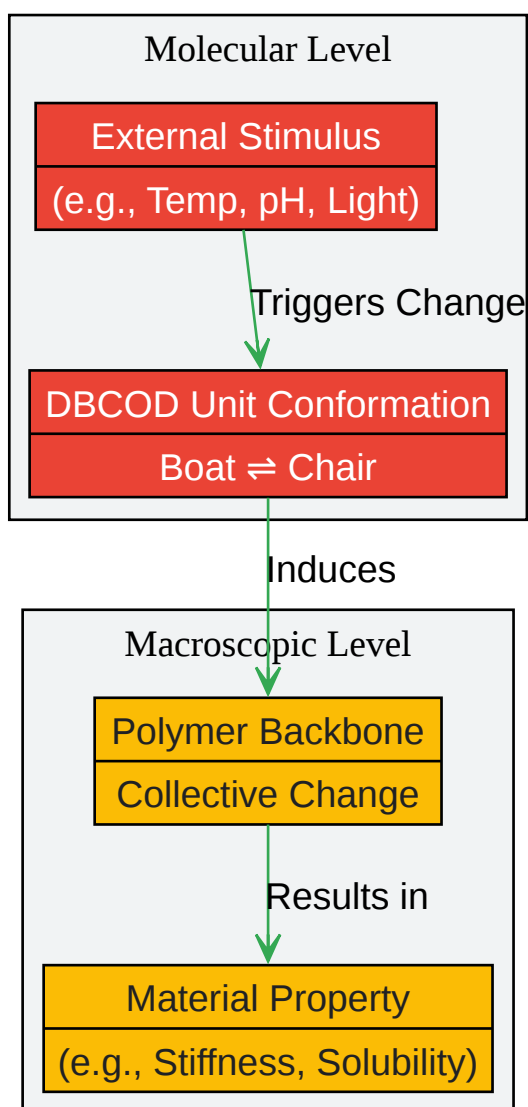 Molecular Level
External Stimulus
(e.g., Temp, pH, Light)
Triggers Change
DBCOD Unit Conformation
Boat ⇌ Chair
Induces
Macroscopic Level
Polymer Backbone
Collective Change
Results in
Material Property
(e.g., Stiffness, Solubility)